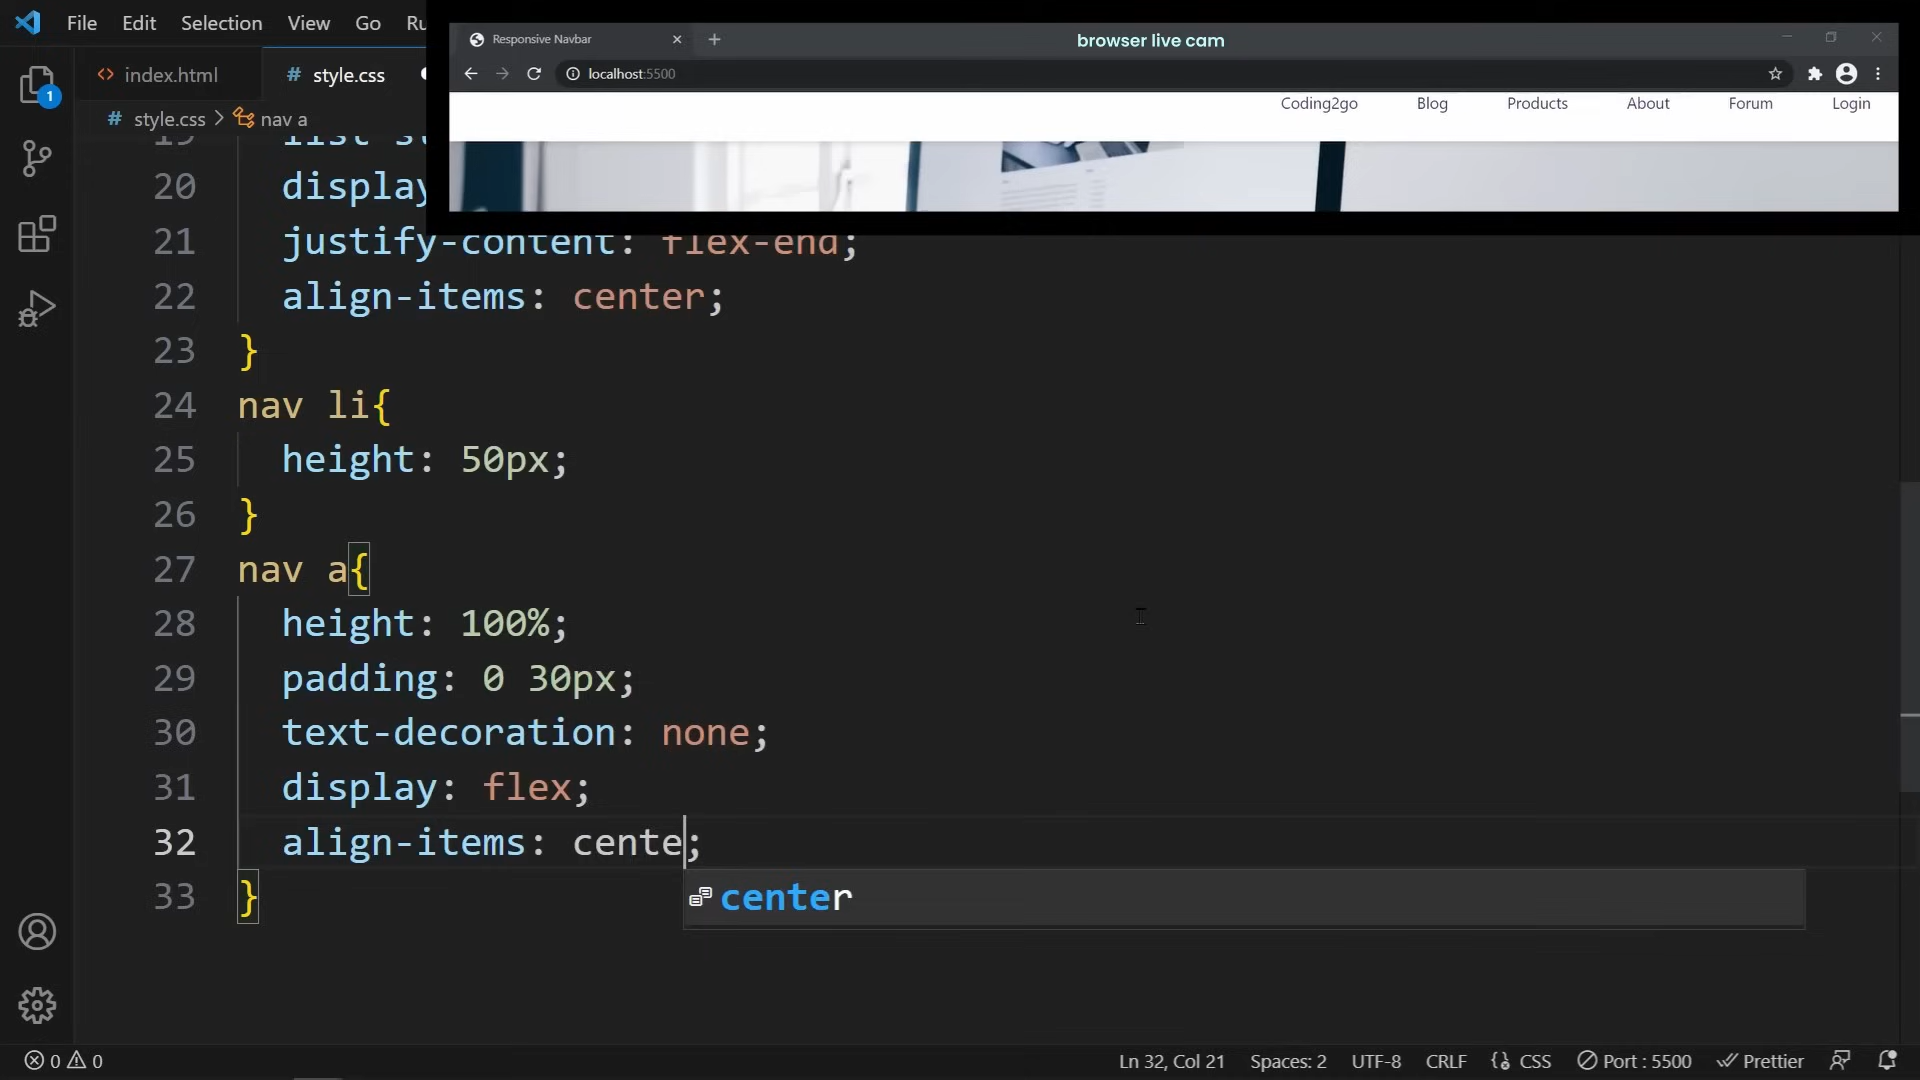 File Edit Selection View Go Ru
Responsive Navbar
browser live cam
localhost:5500
Coding2go Blog Products About Forum Login
index.html
style.css
1
style.css > nav a
19
20 display
21 justify-content: flex-end;
22 align-items: center;
23 }
24 nav li{
25 height: 50px;
26 }
27 nav a{
28 height: 100%;
29 padding: 0 30px;
30 text-decoration: none;
31 display: flex;
32 align-items: cente;
center
33 }
0 0
Ln 32, Col 21 Spaces: 2 UTF-8 CRLF CSS Port : 5500 Prettier